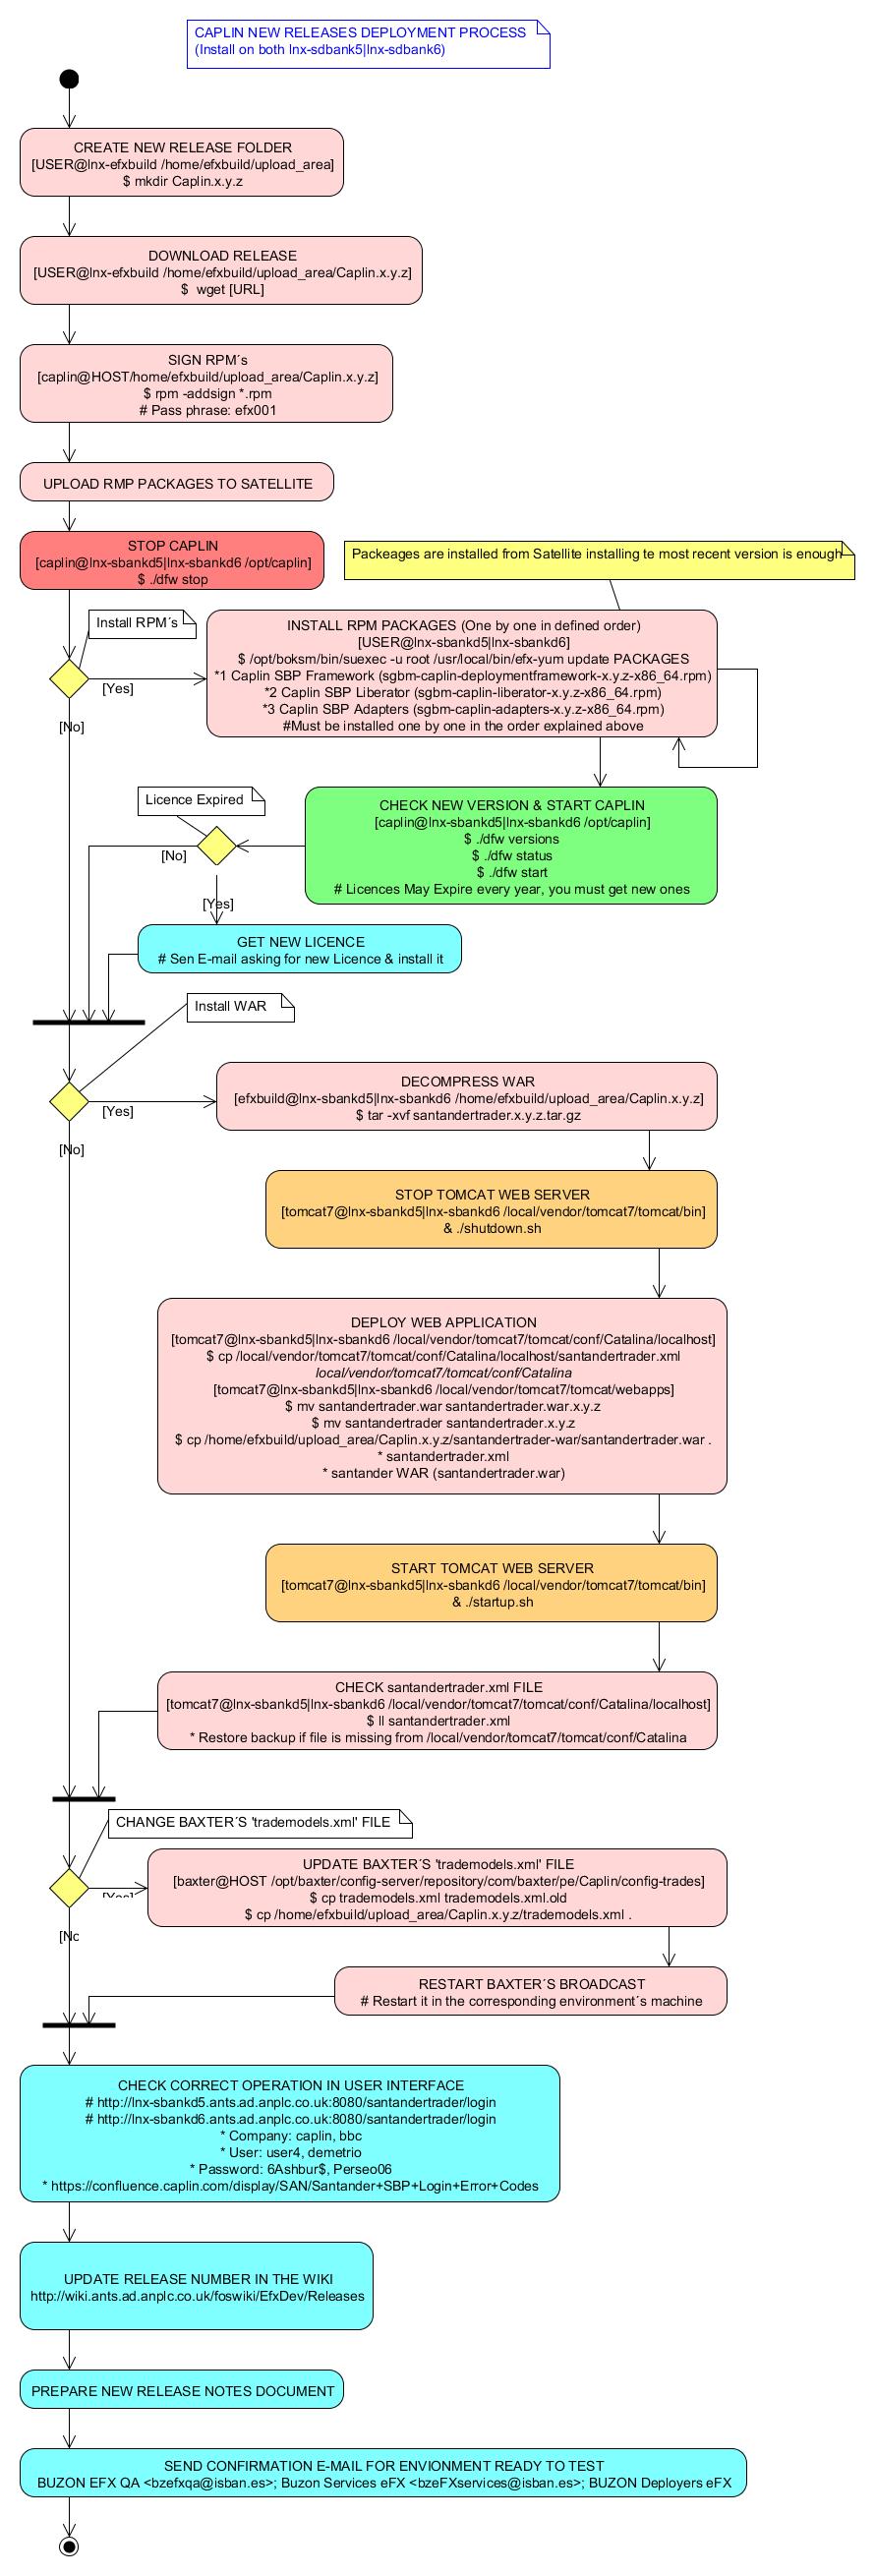 CAPLIN NEW RELEASES DEPLOYMENT PROCESS
(Install on both lnx-sdbank5|lnx-sdbank6)
CREATE NEW RELEASE FOLDER
[USER@lnx-efxbuild /home/efxbuild/upload_area]
$ mkdir Caplin.x.y.z
DOWNLOAD RELEASE
[USER@lnx-efxbuild /home/efxbuild/upload_area/Caplin.x.y.z]
$ wget [URL]
SIGN RPM´s
[caplin@HOST/home/efxbuild/upload_area/Caplin.x.y.z]
$ rpm -addsign *.rpm
# Pass phrase: efx001
UPLOAD RMP PACKAGES TO SATELLITE
STOP CAPLIN
[caplin@lnx-sbankd5|lnx-sbankd6 /opt/caplin]
$ ./dfw stop
Packeages are installed from Satellite installing te most recent version is enough
Install RPM´s
[Yes]
[No]
INSTALL RPM PACKAGES (One by one in defined order)
[USER@lnx-sbankd5|lnx-sbankd6]
$ /opt/boksm/bin/suexec -u root /usr/local/bin/efx-yum update PACKAGES
*1 Caplin SBP Framework (sgbm-caplin-deploymentframework-x.y.z-x86_64.rpm)
*2 Caplin SBP Liberator (sgbm-caplin-liberator-x.y.z-x86_64.rpm)
*3 Caplin SBP Adapters (sgbm-caplin-adapters-x.y.z-x86_64.rpm)
#Must be installed one by one in the order explained above
CHECK NEW VERSION & START CAPLIN
[caplin@lnx-sbankd5|lnx-sbankd6 /opt/caplin]
$ ./dfw versions
$ ./dfw status
$ ./dfw start
# Licences May Expire every year, you must get new ones
Licence Expired
[No]
[Yes]
GET NEW LICENCE
# Sen E-mail asking for new Licence & install it
Install WAR
[Yes]
[No]
DECOMPRESS WAR
[efxbuild@lnx-sbankd5|lnx-sbankd6 /home/efxbuild/upload_area/Caplin.x.y.z]
$ tar -xvf santandertrader.x.y.z.tar.gz
STOP TOMCAT WEB SERVER
[tomcat7@lnx-sbankd5|lnx-sbankd6 /local/vendor/tomcat7/tomcat/bin]
& ./shutdown.sh
DEPLOY WEB APPLICATION
[tomcat7@lnx-sbankd5|lnx-sbankd6 /local/vendor/tomcat7/tomcat/conf/Catalina/localhost]
$ cp /local/vendor/tomcat7/tomcat/conf/Catalina/localhost/santandertrader.xml
local/vendor/tomcat7/tomcat/conf/Catalina
[tomcat7@lnx-sbankd5|lnx-sbankd6 /local/vendor/tomcat7/tomcat/webapps]
$ mv santandertrader.war santandertrader.war.x.y.z
$ mv santandertrader santandertrader.x.y.z
$ cp /home/efxbuild/upload_area/Caplin.x.y.z/santandertrader-war/santandertrader.war .
* santandertrader.xml
* santander WAR (santandertrader.war)
START TOMCAT WEB SERVER
[tomcat7@lnx-sbankd5|lnx-sbankd6 /local/vendor/tomcat7/tomcat/bin]
& ./startup.sh
CHECK santandertrader.xml FILE
[tomcat7@lnx-sbankd5|lnx-sbankd6 /local/vendor/tomcat7/tomcat/conf/Catalina/localhost]
$ ll santandertrader.xml
* Restore backup if file is missing from /local/vendor/tomcat7/tomcat/conf/Catalina
CHANGE BAXTER´S 'trademodels.xml' FILE
[Yes]
[No
UPDATE BAXTER´S 'trademodels.xml' FILE
[baxter@HOST /opt/baxter/config-server/repository/com/baxter/pe/Caplin/config-trades]
$ cp trademodels.xml trademodels.xml.old
$ cp /home/efxbuild/upload_area/Caplin.x.y.z/trademodels.xml .
RESTART BAXTER´S BROADCAST
# Restart it in the corresponding environment´s machine
CHECK CORRECT OPERATION IN USER INTERFACE
# http://lnx-sbankd5.ants.ad.anplc.co.uk:8080/santandertrader/login
# http://lnx-sbankd6.ants.ad.anplc.co.uk:8080/santandertrader/login
* Company: caplin, bbc
* User: user4, demetrio
* Password: 6Ashbur$, Perseo06
* https://confluence.caplin.com/display/SAN/Santander+SBP+Login+Error+Codes
UPDATE RELEASE NUMBER IN THE WIKI
http://wiki.ants.ad.anplc.co.uk/foswiki/EfxDev/Releases
PREPARE NEW RELEASE NOTES DOCUMENT
SEND CONFIRMATION E-MAIL FOR ENVIONMENT READY TO TEST
BUZON EFX QA <bzefxqa@isban.es>; Buzon Services eFX <bzeFXservices@isban.es>; BUZON Deployers eFX